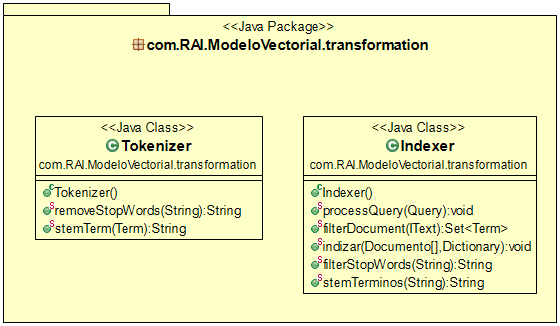 <<Java Package>>
com.RAI.ModeloVectorial.transformation
<<Java Class>>
Tokenizer
com.RAI.ModeloVectorial.transformation
Tokenizer()
removeStopWords(String):String
stemTerm(Term):String
<<Java Class>>
Indexer
com.RAI.ModeloVectorial.transformation
Indexer()
processQuery(Query):void
filterDocument(IText):Set<Term>
indizar(Documento[],Dictionary):void
filterStopWords(String):String
stemTerminos(String):String